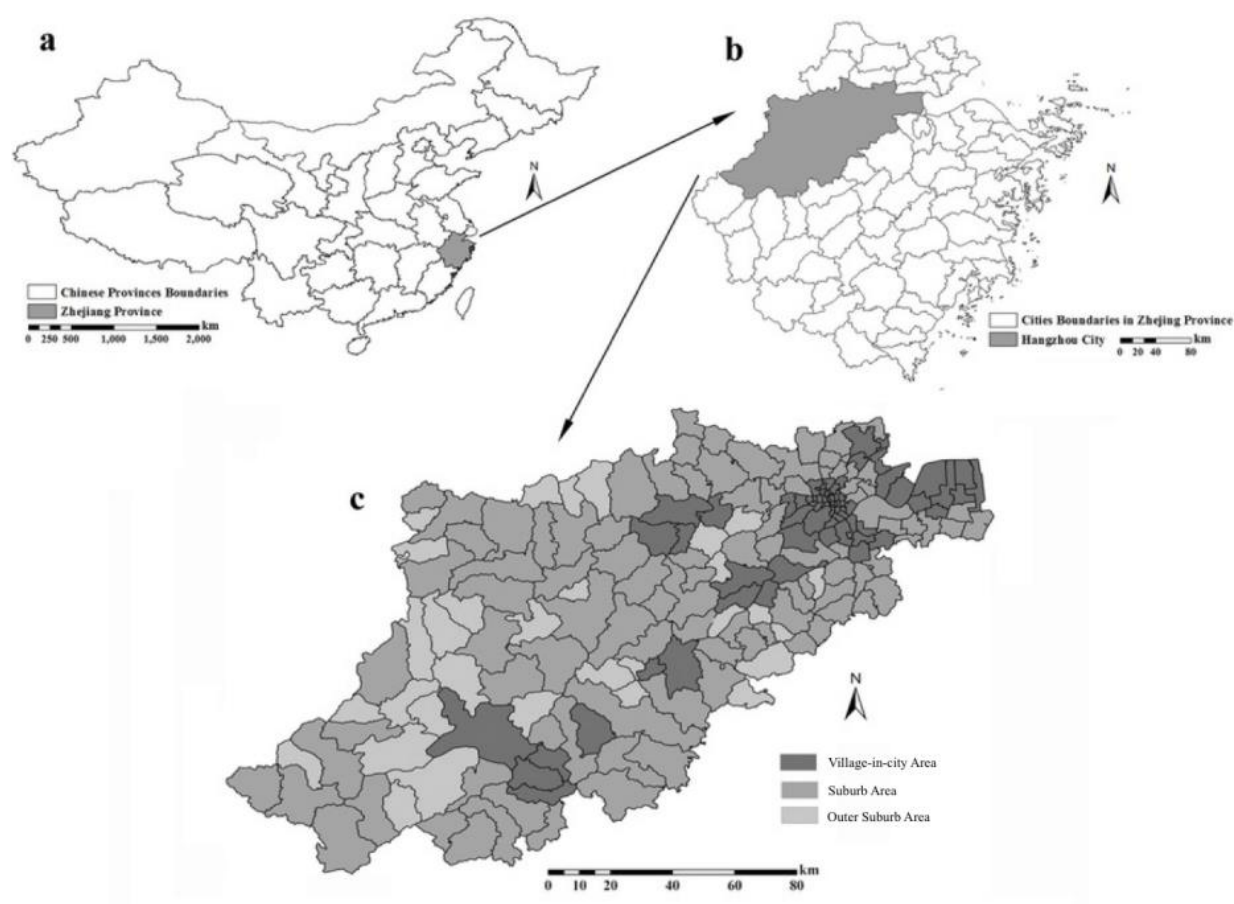 a
N
Chinese Provinces Boundaries
Zhejiang Province
km
0 250 500 1,000 1,500 2,000
b
N
Cities Boundaries in Zhejing Province
Hangzhou City
km
0 20 40 80
c
N
Village-in-city Area
Suburb Area
Outer Suburb Area
km
0 5 10 20 40 60 80